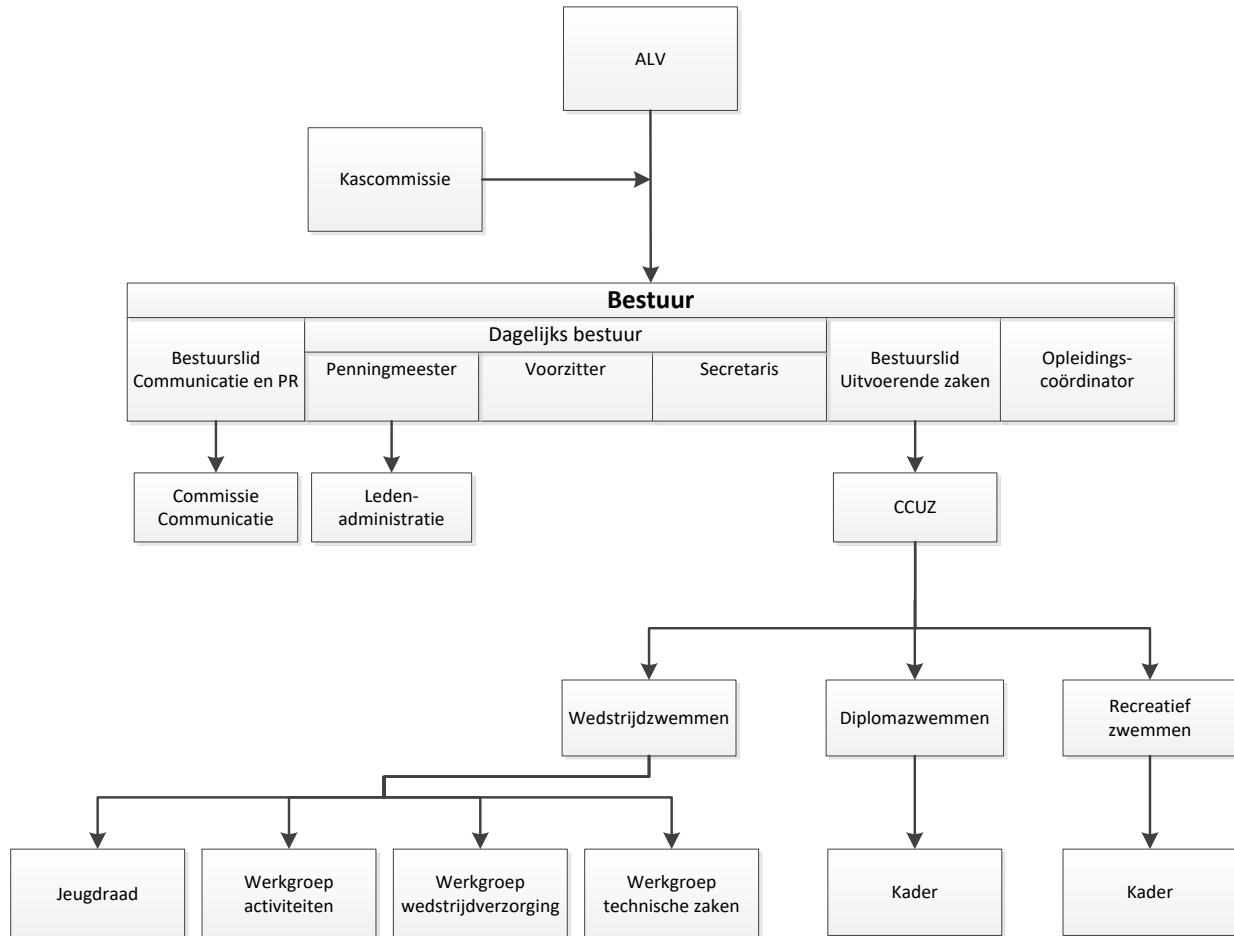 ALV
Kascommissie
Bestuur
Bestuurslid
Communicatie en PR
Dagelijks bestuur
Penningmeester
Voorzitter
Secretaris
Bestuurslid
Uitvoerende zaken
Opleidings-
coördinator
Commissie
Communicatie
Leden-
administratie
CCUZ
Wedstrijdzwemmen
Diplomazwemmen
Recreatief
zwemmen
Jeugdraad
Werkgroep
activiteiten
Werkgroep
wedstrijdverzorging
Werkgroep
technische zaken
Kader
Kader